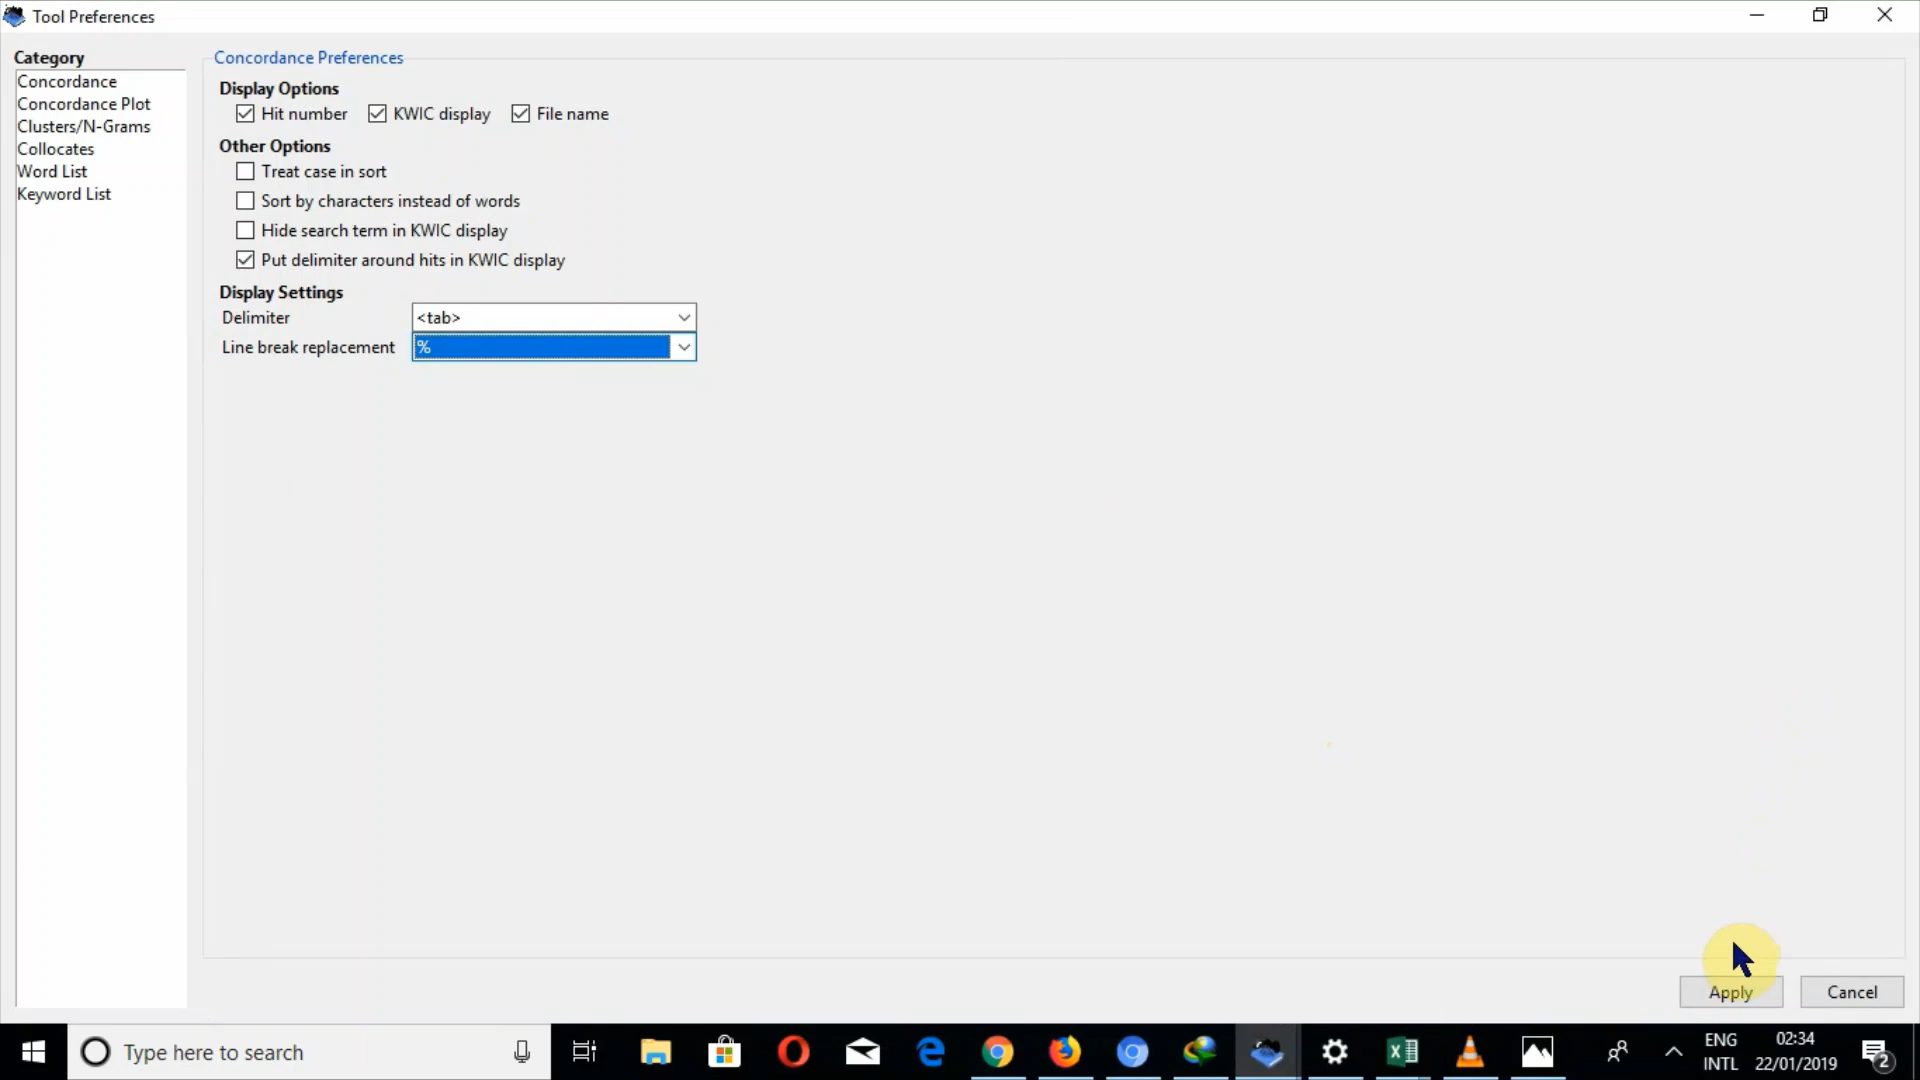 Tool Preferences
Category
Concordance
Concordance Plot
Clusters/N-Grams
Collocates
Word List
Keyword List
Concordance Preferences
Display Options
Hit number KWIC display File name
Other Options
Treat case in sort
Sort by characters instead of words
Hide search term in KWIC display
Put delimiter around hits in KWIC display
Display Settings
Delimiter <tab>
Line break replacement %
Apply Cancel
Type here to search
ENG
INTL
02:34
22/01/2019
2